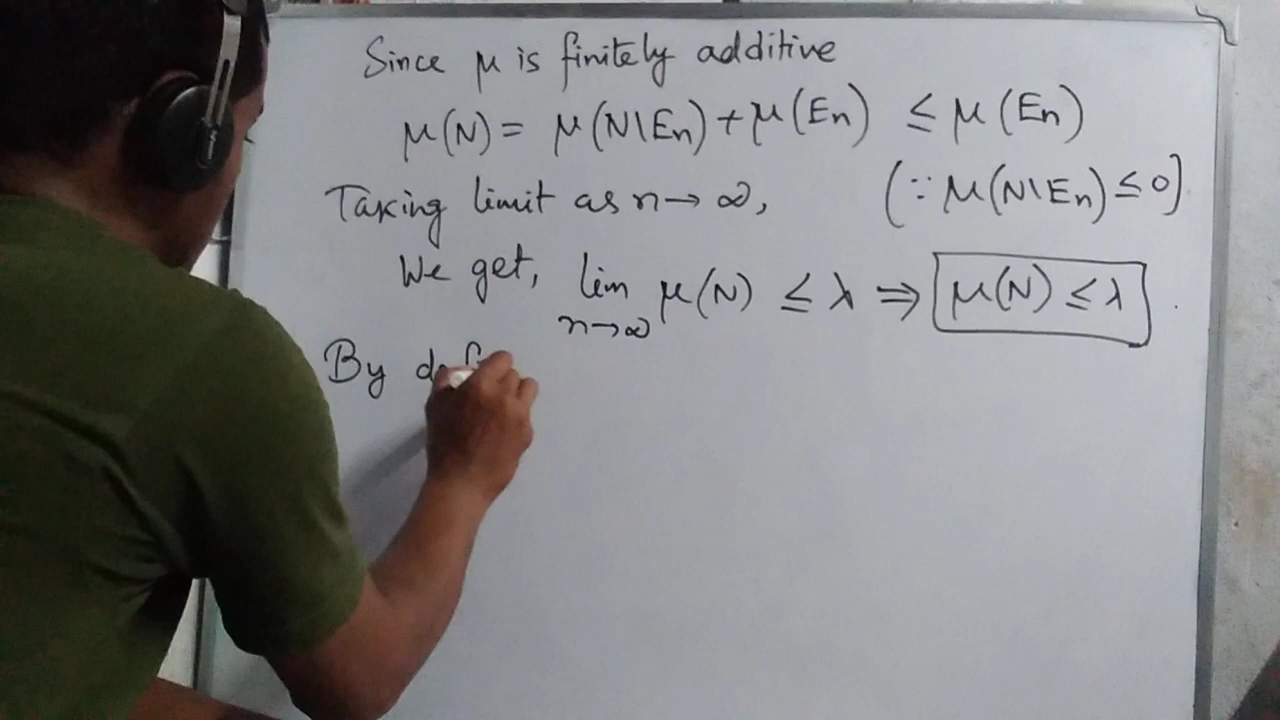 Since μ is finitely additive
μ(N) = μ(N\En) + μ(En) ≤ μ(En)
Taking limit as n→∞, (∵ μ(N\En) ≤ 0)
We get, lim n→∞ μ(N) ≤ λ ⇒ μ(N) ≤ λ
By